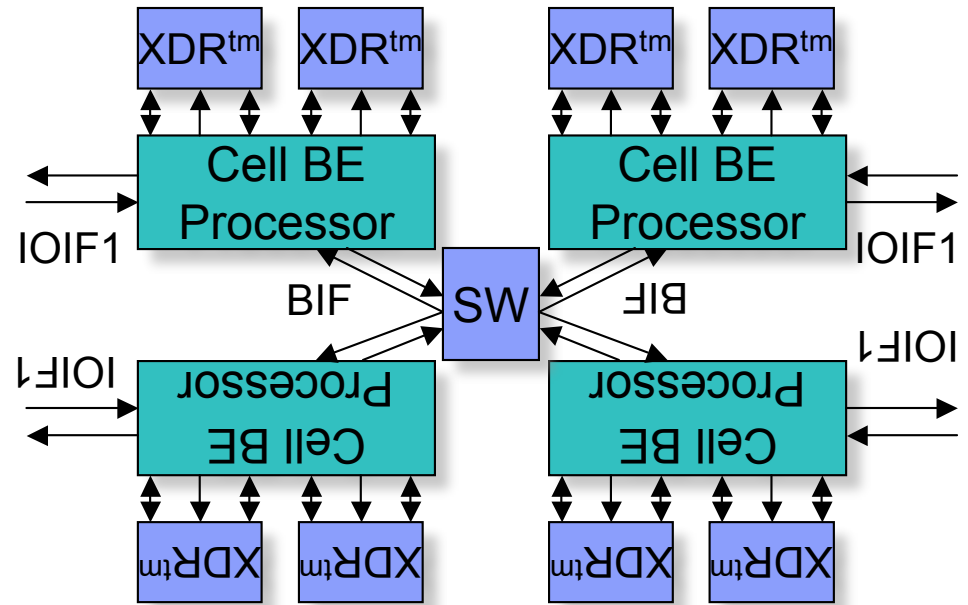 XDR™ XDR™ XDR™ XDR™
Cell BE Cell BE
Processor Processor
IOIF1 IOIF1
BIF SW BIF
IOIF1 IOIF1
Processor Processor
Cell BE Cell BE
XDR™ XDR™ XDR™ XDR™